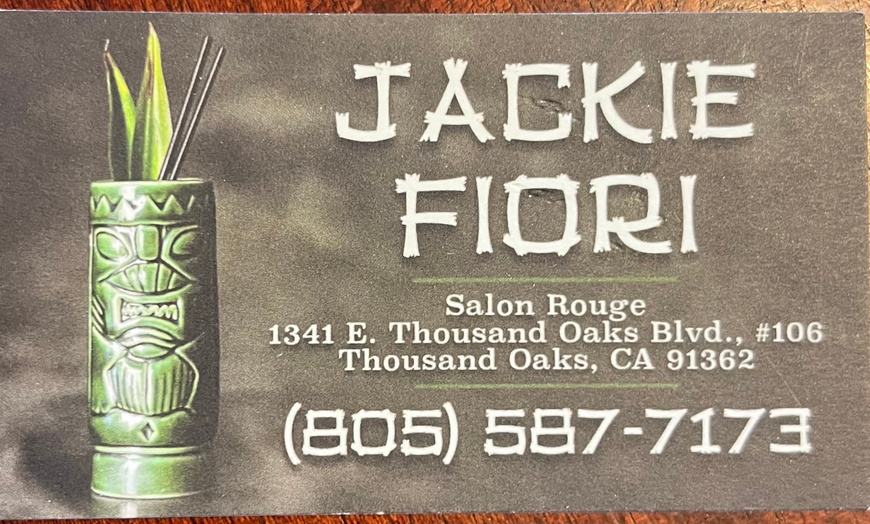 JACKIE
FIORI
Salon Rouge
1341 E. Thousand Oaks Blvd., #106
Thousand Oaks, CA 91362
(805) 587-7173